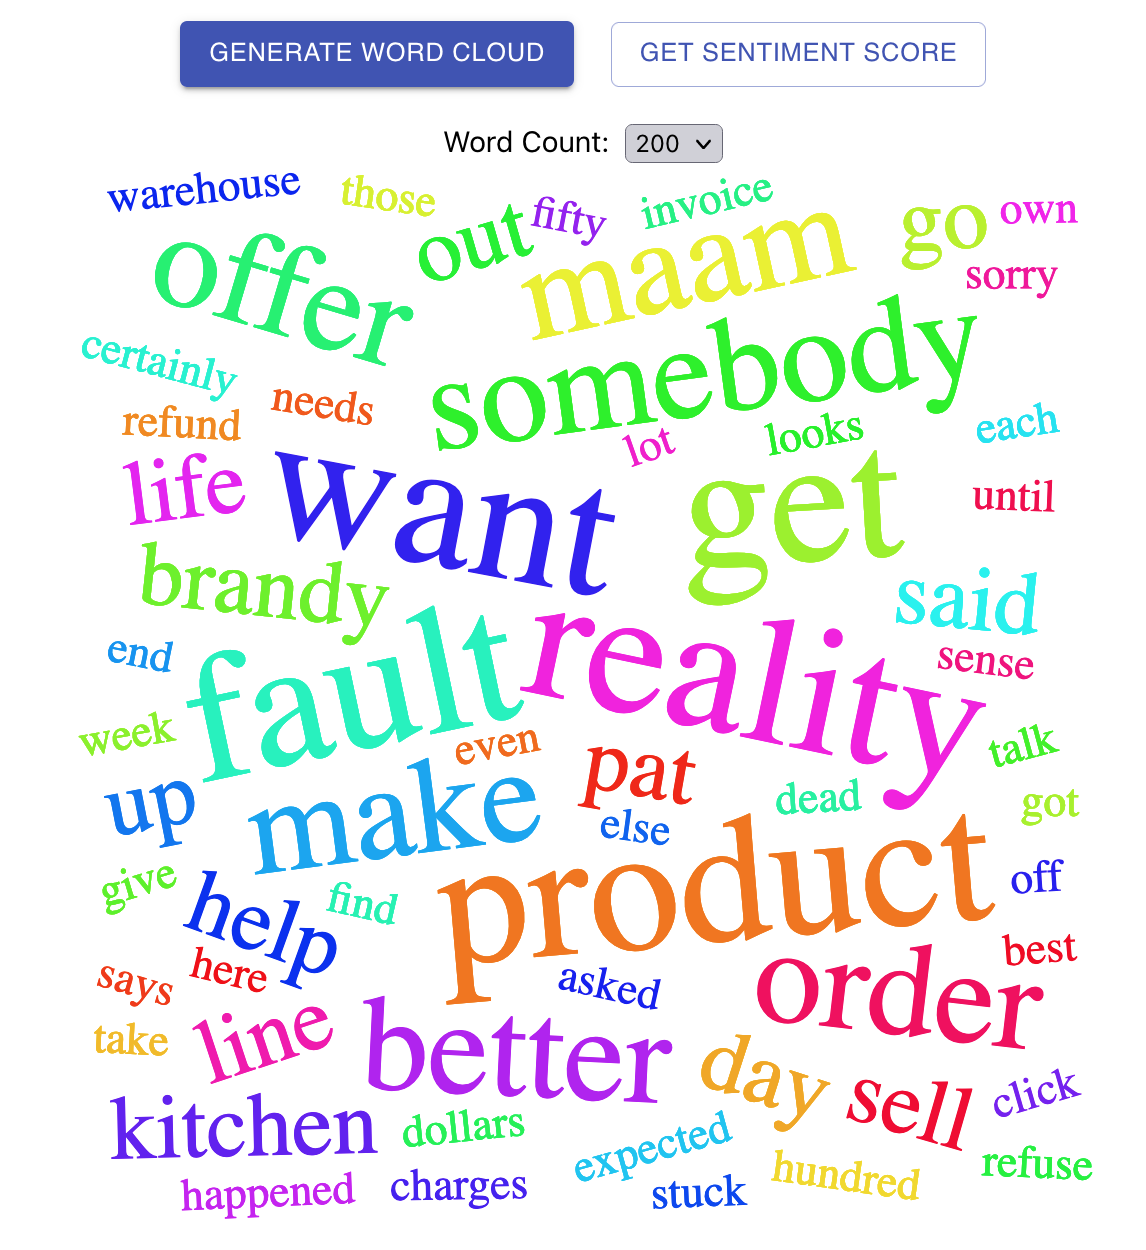 GENERATE WORD CLOUD
GET SENTIMENT SCORE
Word Count: 200
warehouse
those
fifty
invoice
own
out
maam
go
offer
sorry
somebody
certainly
needs
refund
lot
looks
each
life
want
get
until
brandy
said
end
fault
reality
sense
week
even
pat
talk
up
make
else
dead
got
give
help
find
product
off
says
here
asked
order
best
take
line
better
day
sell
click
kitchen
dollars
expected
hundred
refuse
happened
charges
stuck